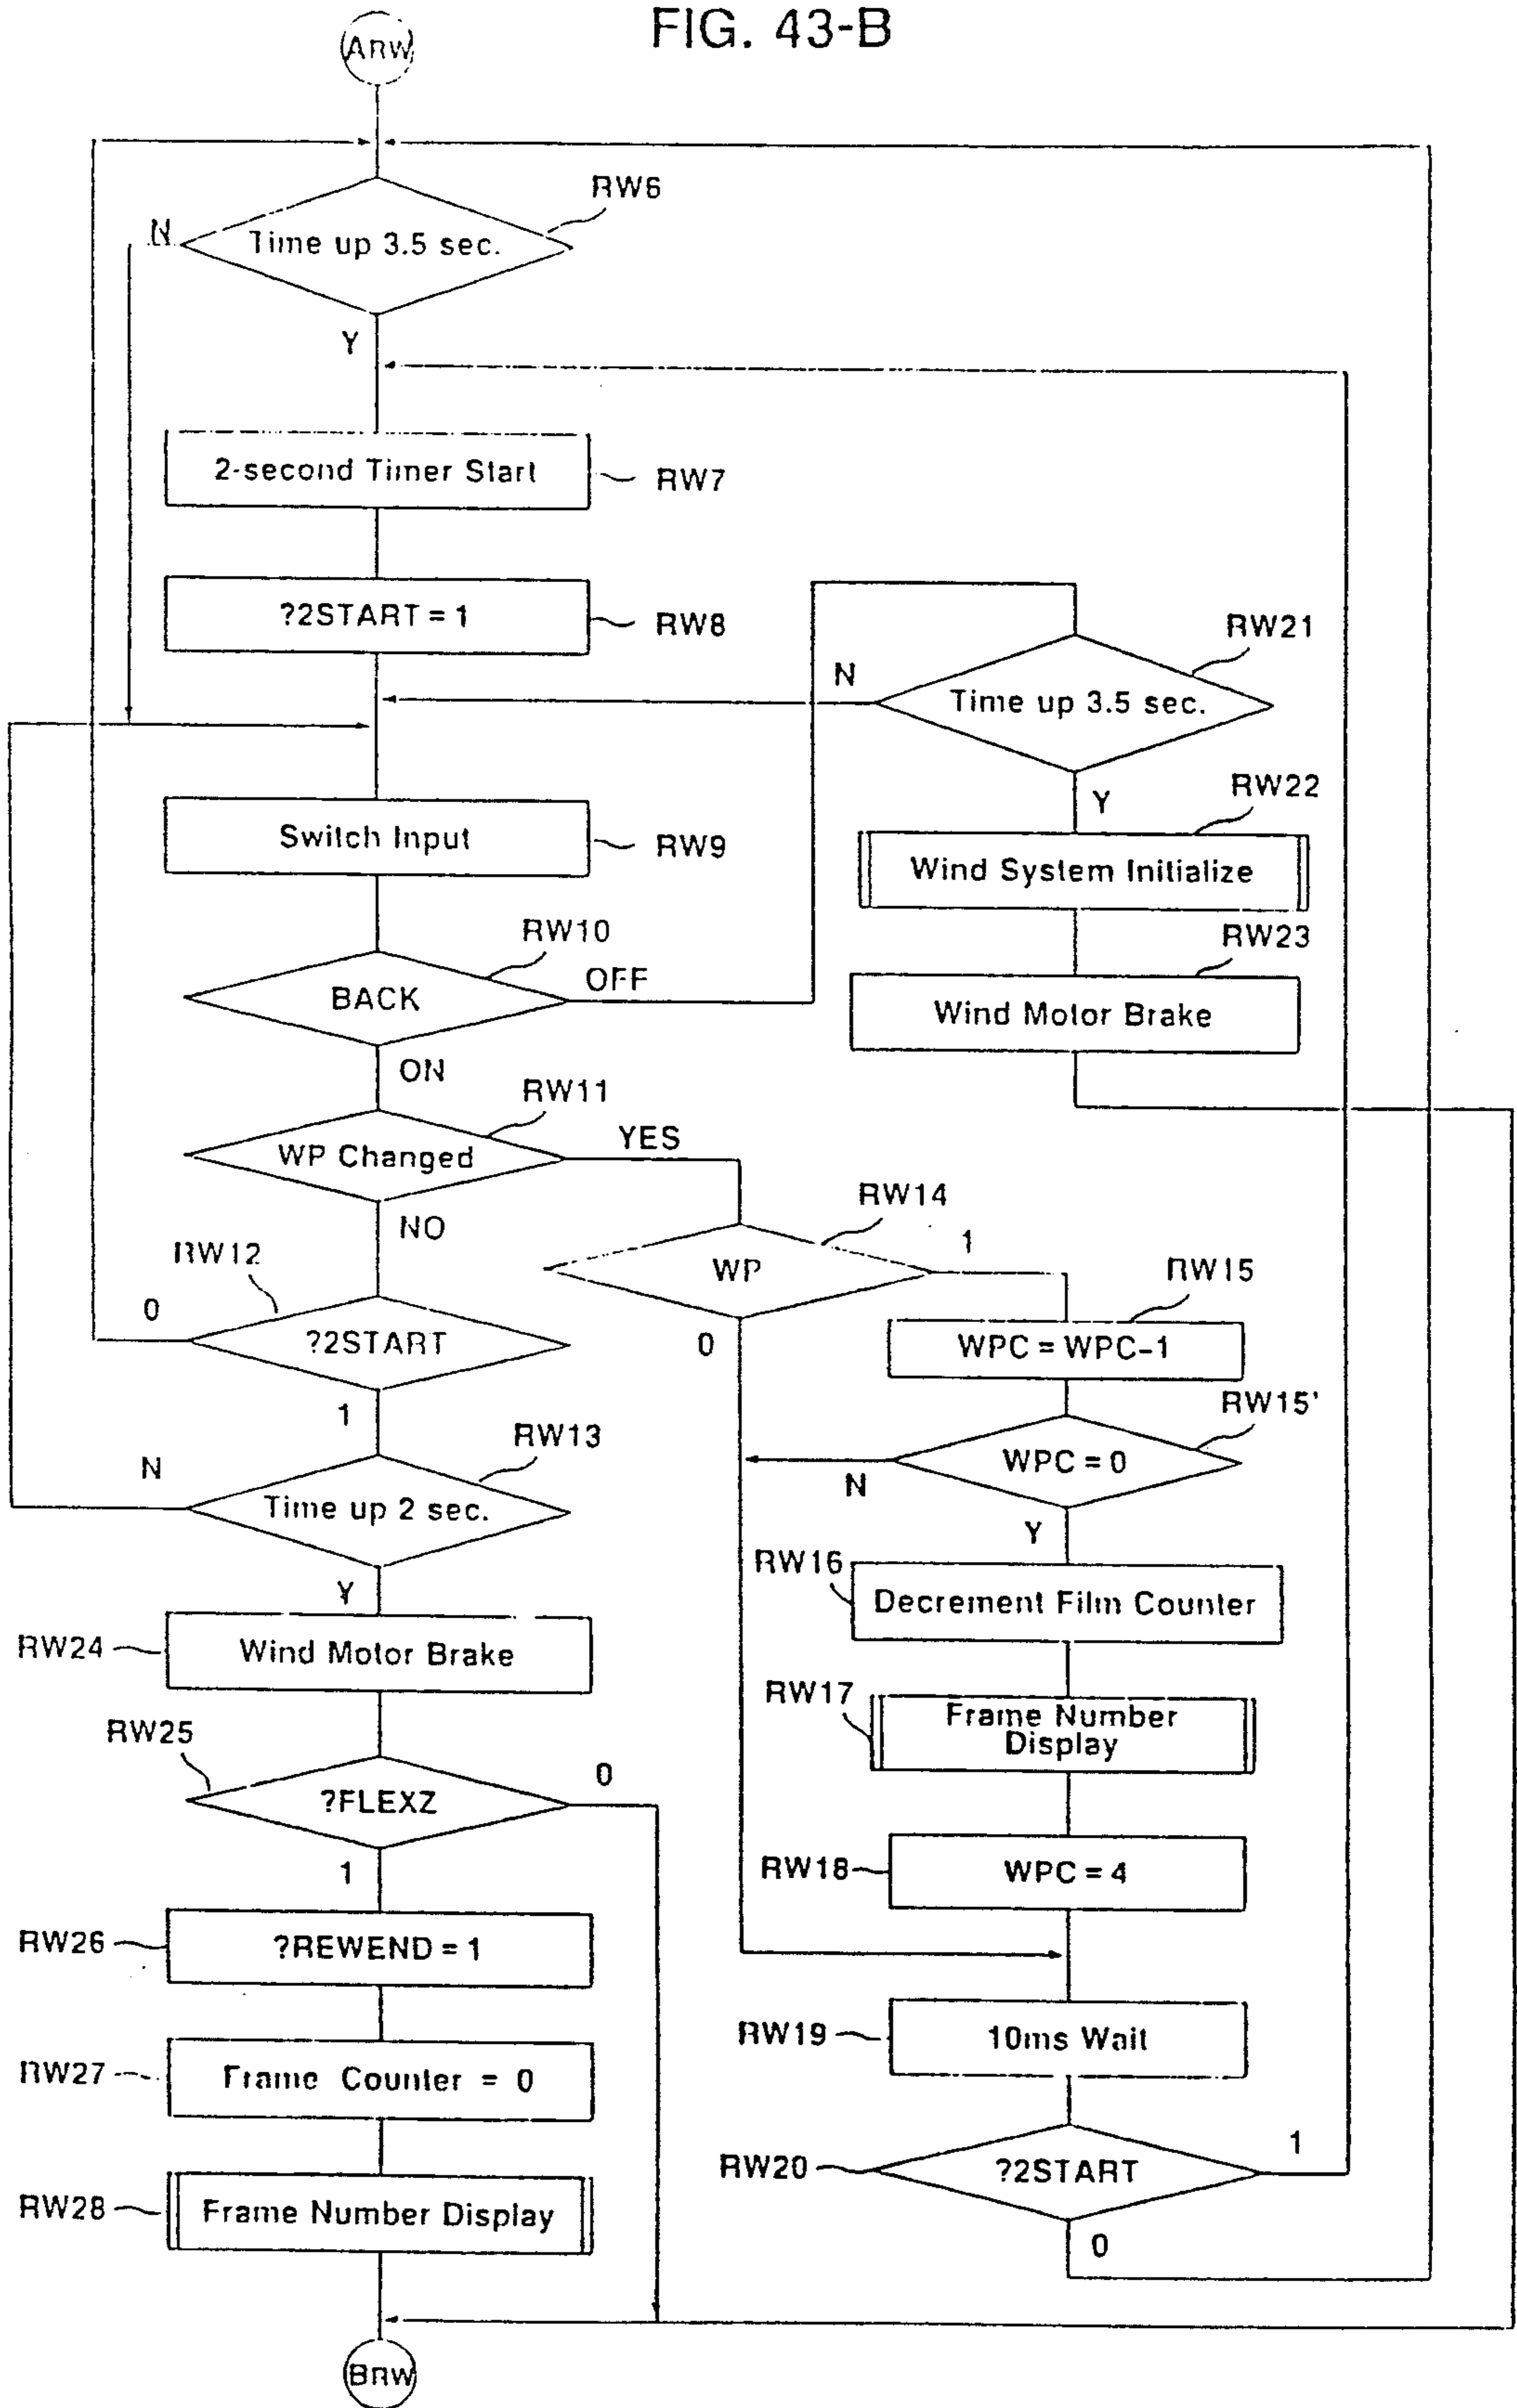 FIG. 43-B
ARW
RW6
N
Time up 3.5 sec.
Y
2-second Timer Start
RW7
?2START = 1
RW8
RW21
N
Time up 3.5 sec.
Y
RW22
Switch Input
RW9
Wind System Initialize
RW10
OFF
RW23
BACK
Wind Motor Brake
ON
RW11
YES
WP Changed
NO
RW14
RW12
1
WP
RW15
0
?2START
0
WPC = WPC-1
1
RW15'
RW13
N
WPC = 0
N
Time up 2 sec.
Y
RW16
Y
Decrement Film Counter
RW24
Wind Motor Brake
RW17
Frame Number
Display
RW25
0
?FLEXZ
1
RW18
WPC = 4
RW26
?REWEND = 1
RW19
10ms Wait
RW27
Frame Counter = 0
RW20
?2START
1
RW28
Frame Number Display
0
BRW